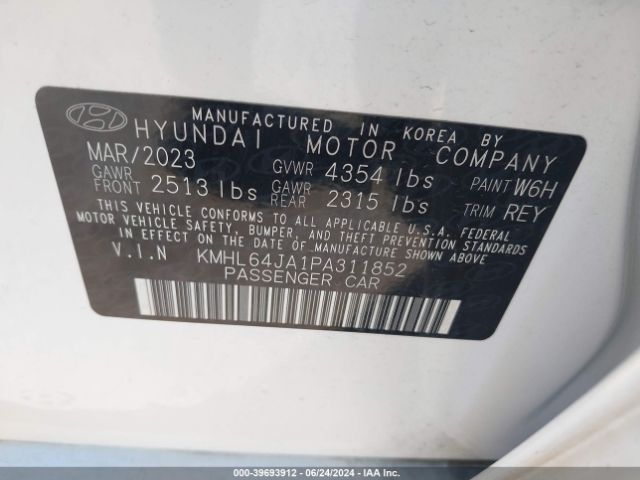 MANUFACTURED IN KOREA BY
HYUNDAI MOTOR COMPANY
MAR/2023 GVWR 4354 lbs PAINT W6H
GAWR FRONT 2513 lbs GAWR REAR 2315 lbs TRIM REY
THIS VEHICLE CONFORMS TO ALL APPLICABLE U.S.A. FEDERAL
MOTOR VEHICLE SAFETY, BUMPER, AND THEFT PREVENTION STANDARDS
IN EFFECT ON THE DATE OF MANUFACTURE SHOWN ABOVE.
V.I.N KMHL64JA1PA311852
PASSENGER CAR
000-39693912 - 06/24/2024 - IAA Inc.